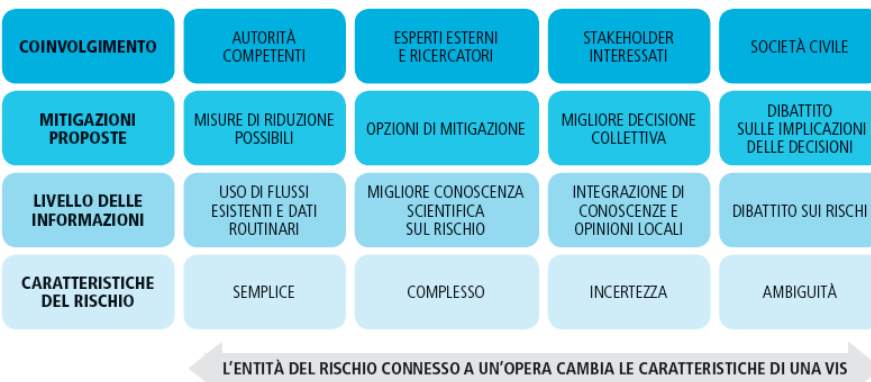 COINVOLGIMENTO
AUTORITÀ
COMPETENTI
ESPERTI ESTERNI
E RICERCATORI
STAKEHOLDER
INTERESSATI
SOCIETÀ CIVILE
MITIGAZIONI
PROPOSTE
MISURE DI RIDUZIONE
POSSIBILI
OPZIONI DI MITIGAZIONE
MIGLIORE DECISIONE
COLLETTIVA
DIBATTITO
SULLE IMPLICAZIONI
DELLE DECISIONI
LIVELLO DELLE
INFORMAZIONI
USO DI FLUSSI
ESISTENTI E DATI
ROUTINARI
MIGLIORE CONOSCENZA
SCIENTIFICA
SUL RISCHIO
INTEGRAZIONE DI
CONOSCENZE E
OPINIONI LOCALI
DIBATTITO SUI RISCHI
CARATTERISTICHE
DEL RISCHIO
SEMPLICE
COMPLESSO
INCERTEZZA
AMBIGUITÀ
L'ENTITÀ DEL RISCHIO CONNESSO A UN'OPERA CAMBIA LE CARATTERISTICHE DI UNA VIS